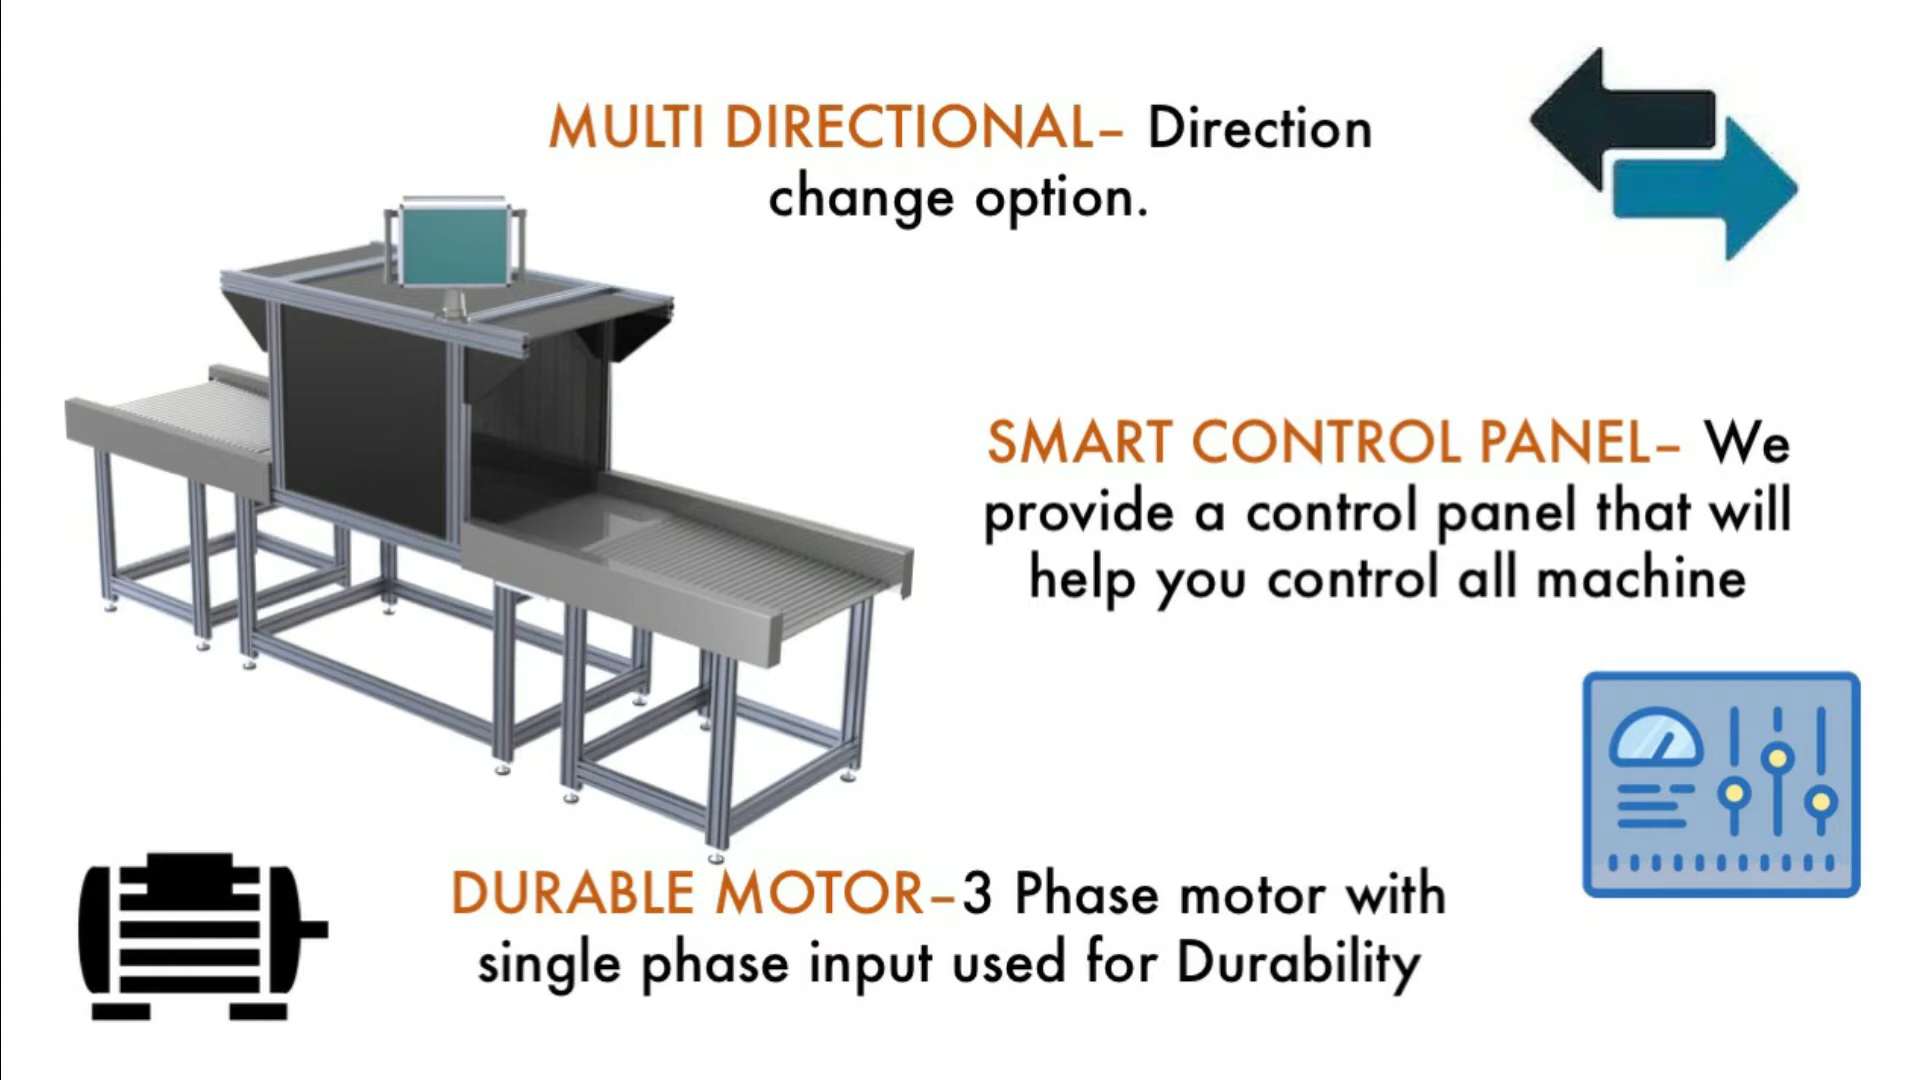 MULTI DIRECTIONAL– Direction
change option.
SMART CONTROL PANEL– We
provide a control panel that will
help you control all machine
DURABLE MOTOR–3 Phase motor with
single phase input used for Durability